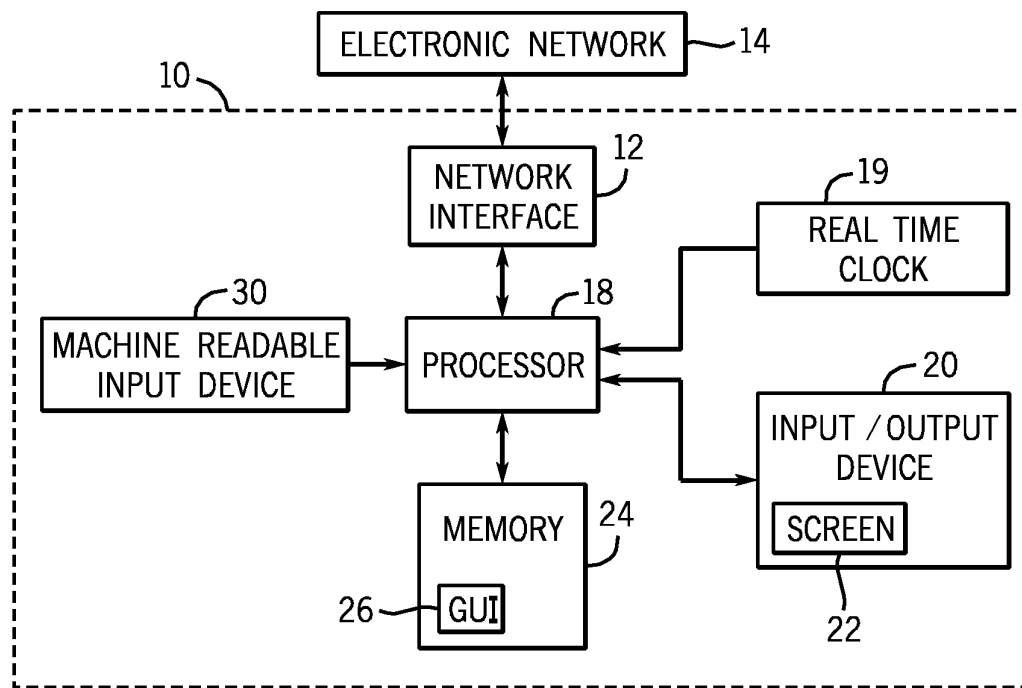 ELECTRONIC NETWORK
14
10
NETWORK
INTERFACE
12
REAL TIME
CLOCK
19
MACHINE READABLE
INPUT DEVICE
30
PROCESSOR
18
INPUT / OUTPUT
DEVICE
20
SCREEN
22
MEMORY
24
GUI
26